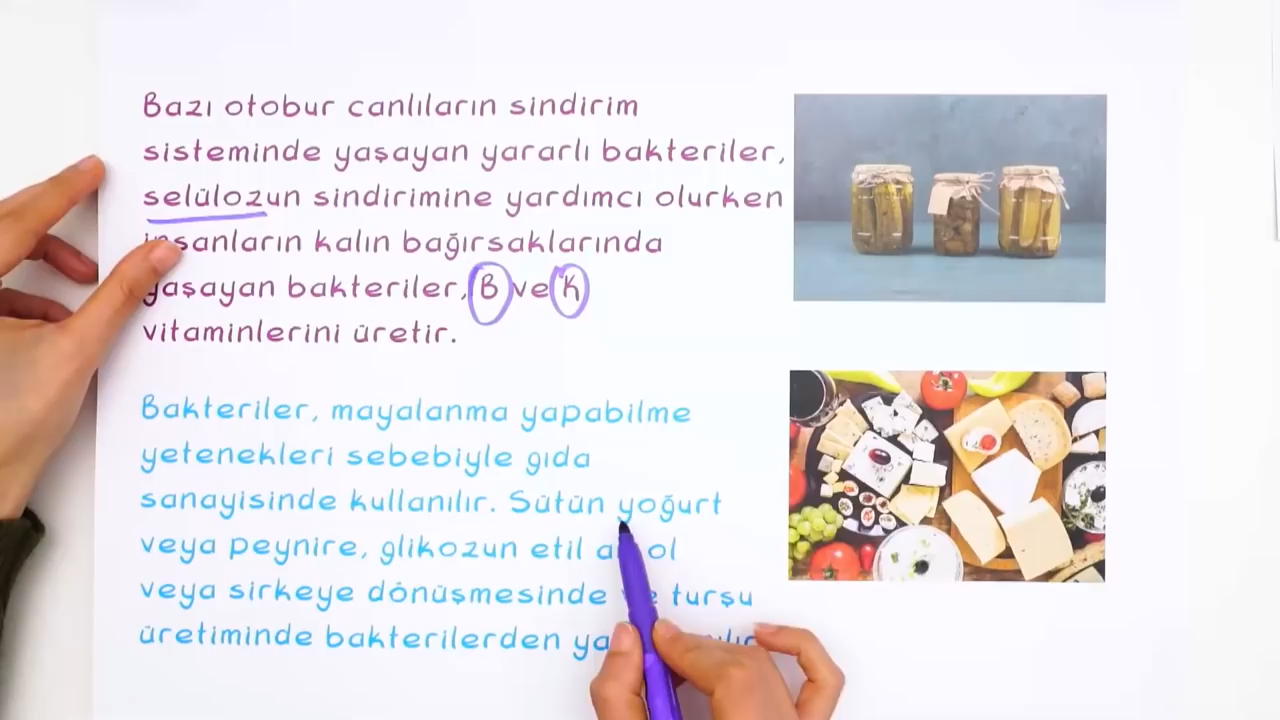 Bazı otobur canlıların sindirim
sisteminde yaşayan yararlı bakteriler,
selülozun sindirimine yardımcı olurken
insanların kalın bağırsaklarında
yaşayan bakteriler, B ve K
vitaminlerini üretir.
Bakteriler, mayalanma yapabilme
yetenekleri sebebiyle gıda
sanayisinde kullanılır. Sütün yoğurt
veya peynire, glikozun etil
veya sirkeye dönüşmesinde ve turşu
üretiminde bakterilerden